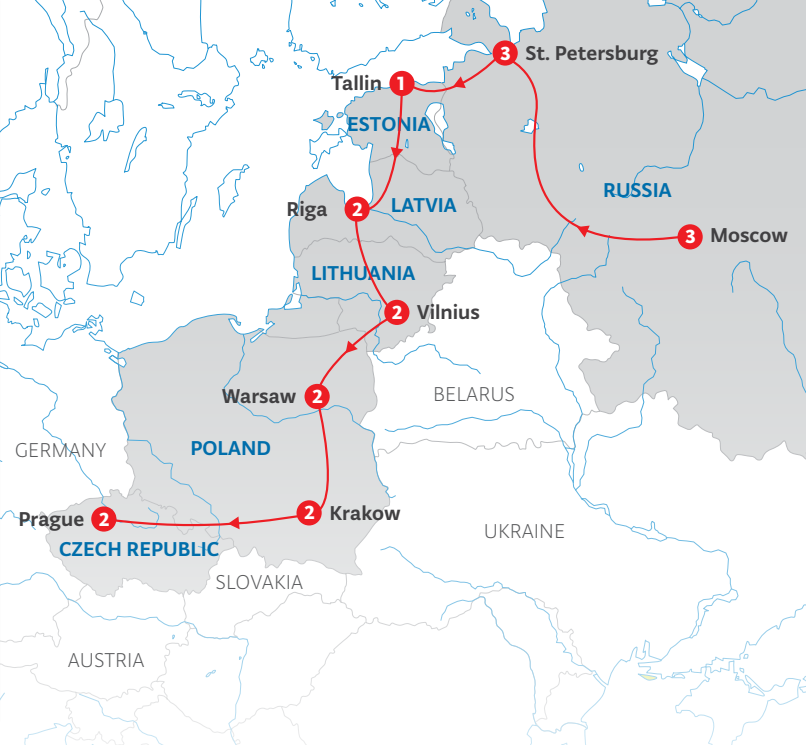 3 St. Petersburg
Tallin 1
ESTONIA
RUSSIA
Riga 2 LATVIA
3 Moscow
LITHUANIA
2 Vilnius
BELARUS
Warsaw 2
POLAND
GERMANY
2 Krakow
Prague 2
UKRAINE
CZECH REPUBLIC
SLOVAKIA
AUSTRIA